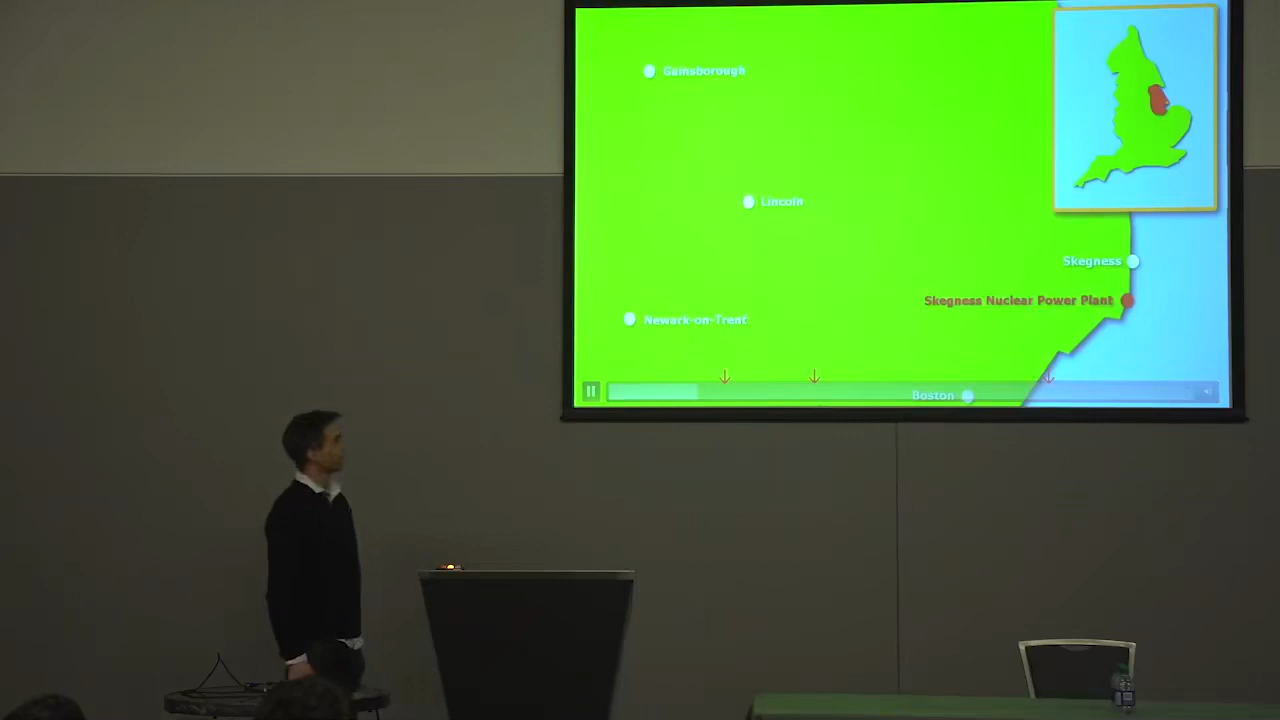 Gainsborough
Lincoln
Skegness
Skegness Nuclear Power Plant
Newark-on-Trent
Boston